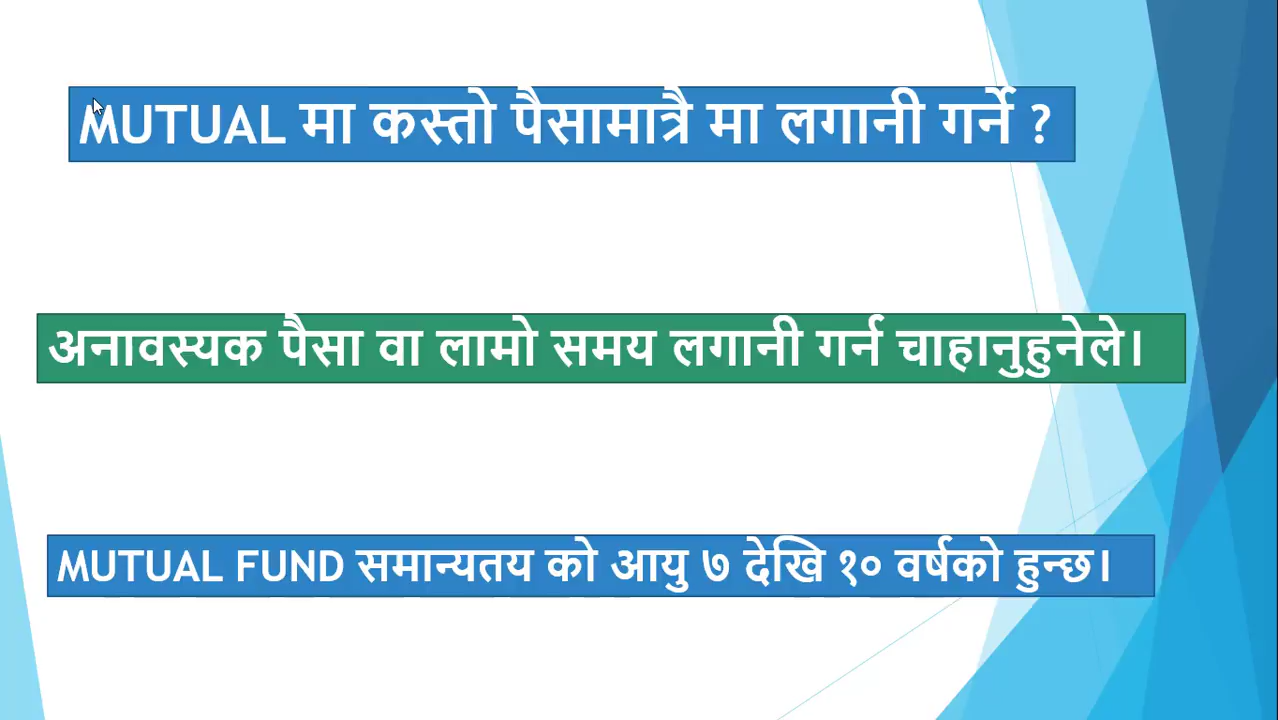 MUTUAL मा कस्तो पैसामात्रै मा लगानी गर्ने ?
अनावस्यक पैसा वा लामो समय लगानी गर्न चाहानुहुनेले।
MUTUAL FUND समान्यतय को आयु ७ देखि १० वर्षको हुन्छ।